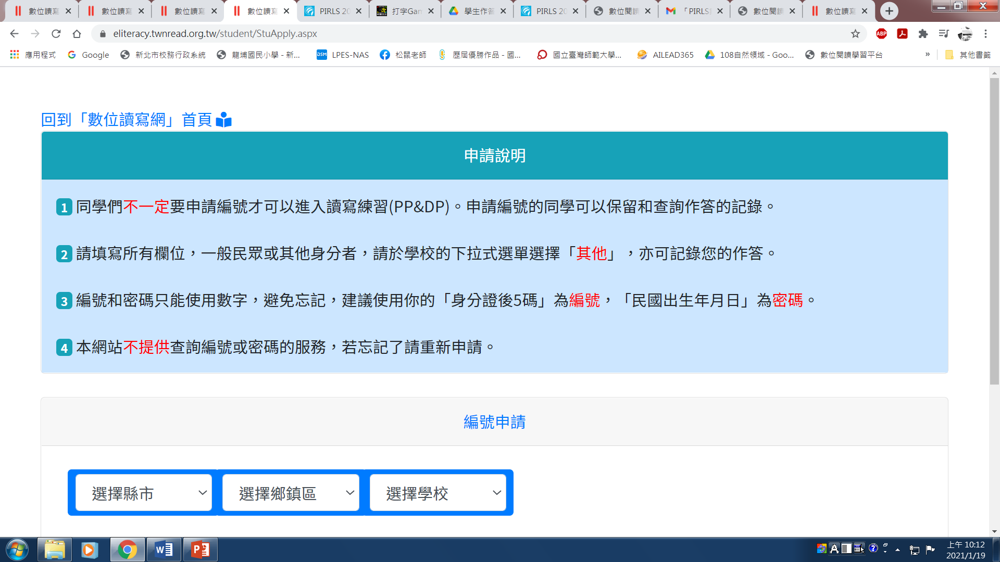 數位讀寫 數位讀寫 數位讀寫 數位讀寫 PIRLS 20 打字Gam 學生作答 PIRLS 20 數位閱讀 「PIRLS 數位閱讀 數位讀寫
eliteracy.twnread.org.tw/student/StuApply.aspx ABP
應用程式 Google 新北市校務行政系統 龍埔國民小學 - 新... DSM LPES-NAS 松鼠老師 歷屆優勝作品 - 國... 國立臺灣師範大學... AILEAD365 108自然領域 - Goo... 數位閱讀學習平台 » 其他書籤
回到「數位讀寫網」首頁
申請說明
1 同學們不一定要申請編號才可以進入讀寫練習(PP&DP)。申請編號的同學可以保留和查詢作答的記錄。
2 請填寫所有欄位，一般民眾或其他身分者，請於學校的下拉式選單選擇「其他」，亦可記錄您的作答。
3 編號和密碼只能使用數字，避免忘記，建議使用你的「身分證後5碼」為編號，「民國出生年月日」為密碼。
4 本網站不提供查詢編號或密碼的服務，若忘記了請重新申請。
編號申請
選擇縣市 選擇鄉鎮區 選擇學校
上午 10:12
2021/1/19